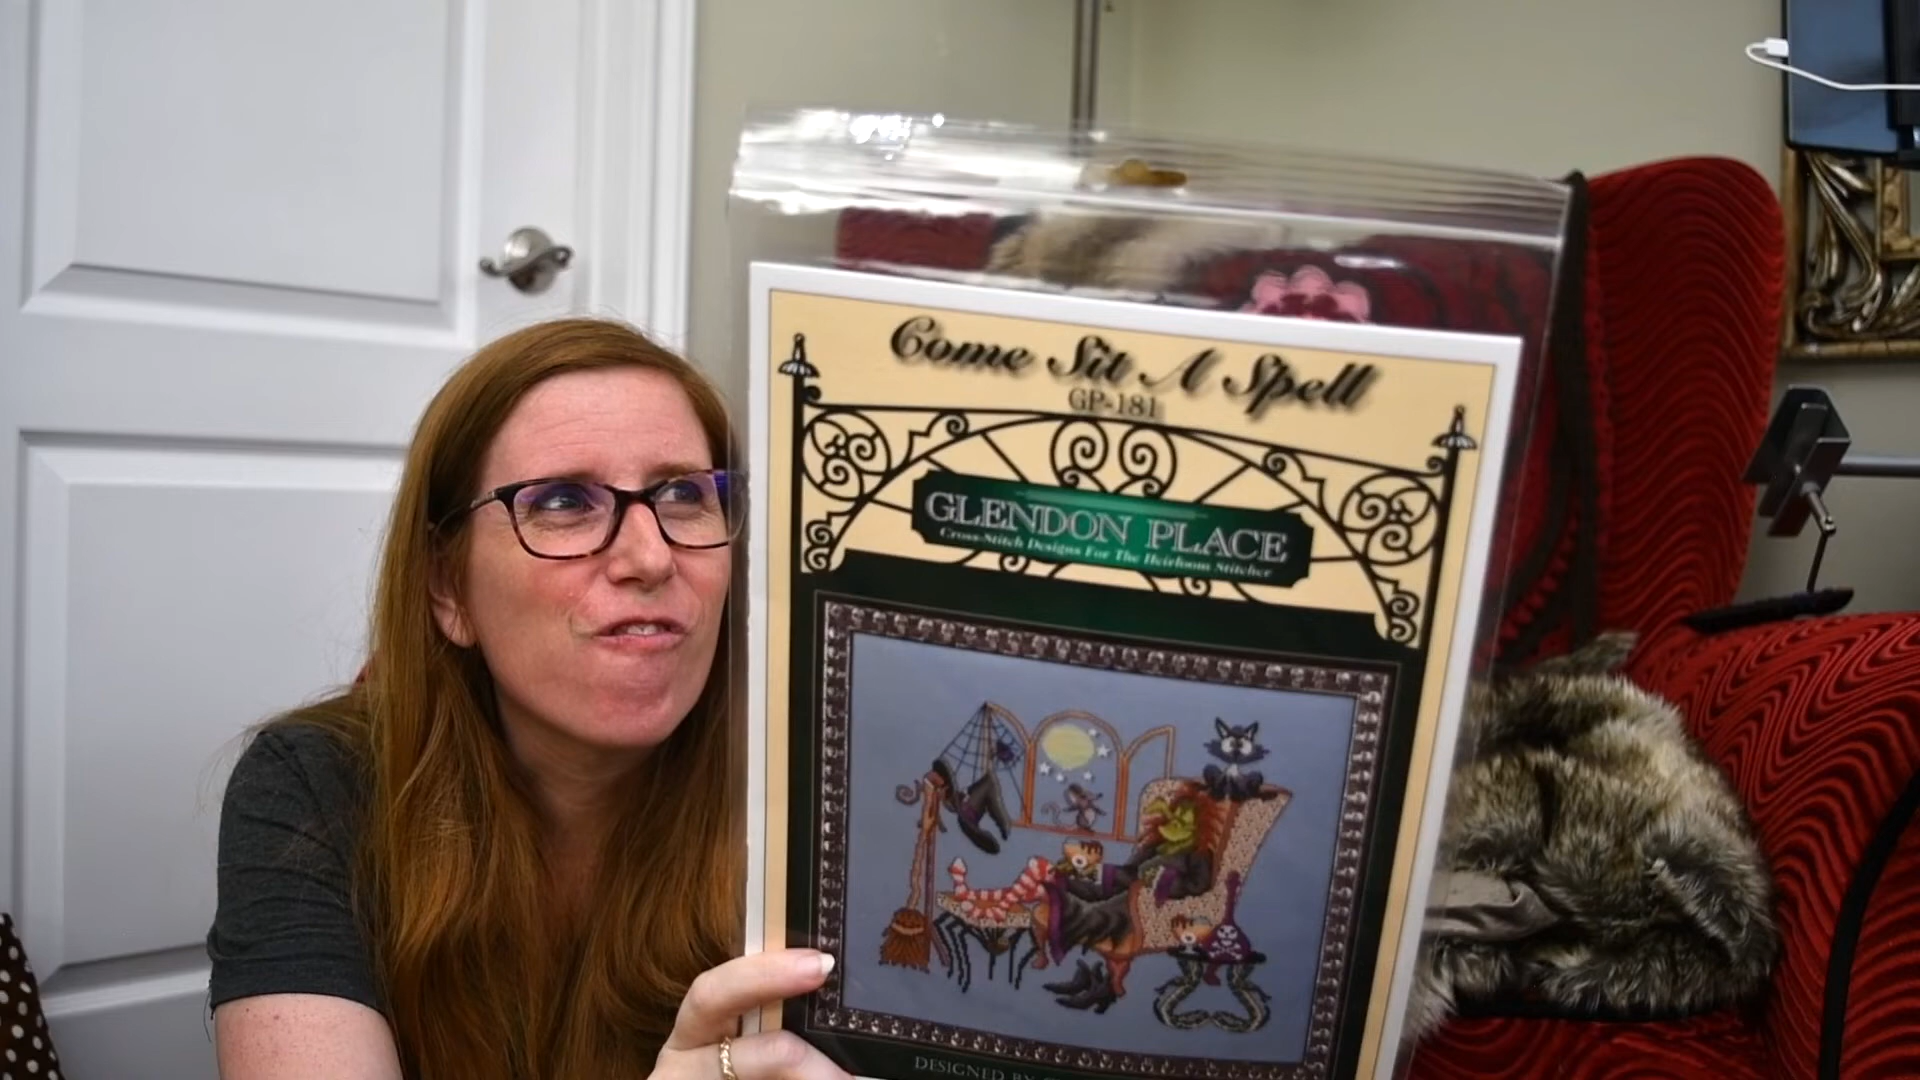 Come Sit A Spell
GP-181
GLENDON PLACE
Cross-Stitch Designs For The Heirloom Stitcher
DESIGNED BY